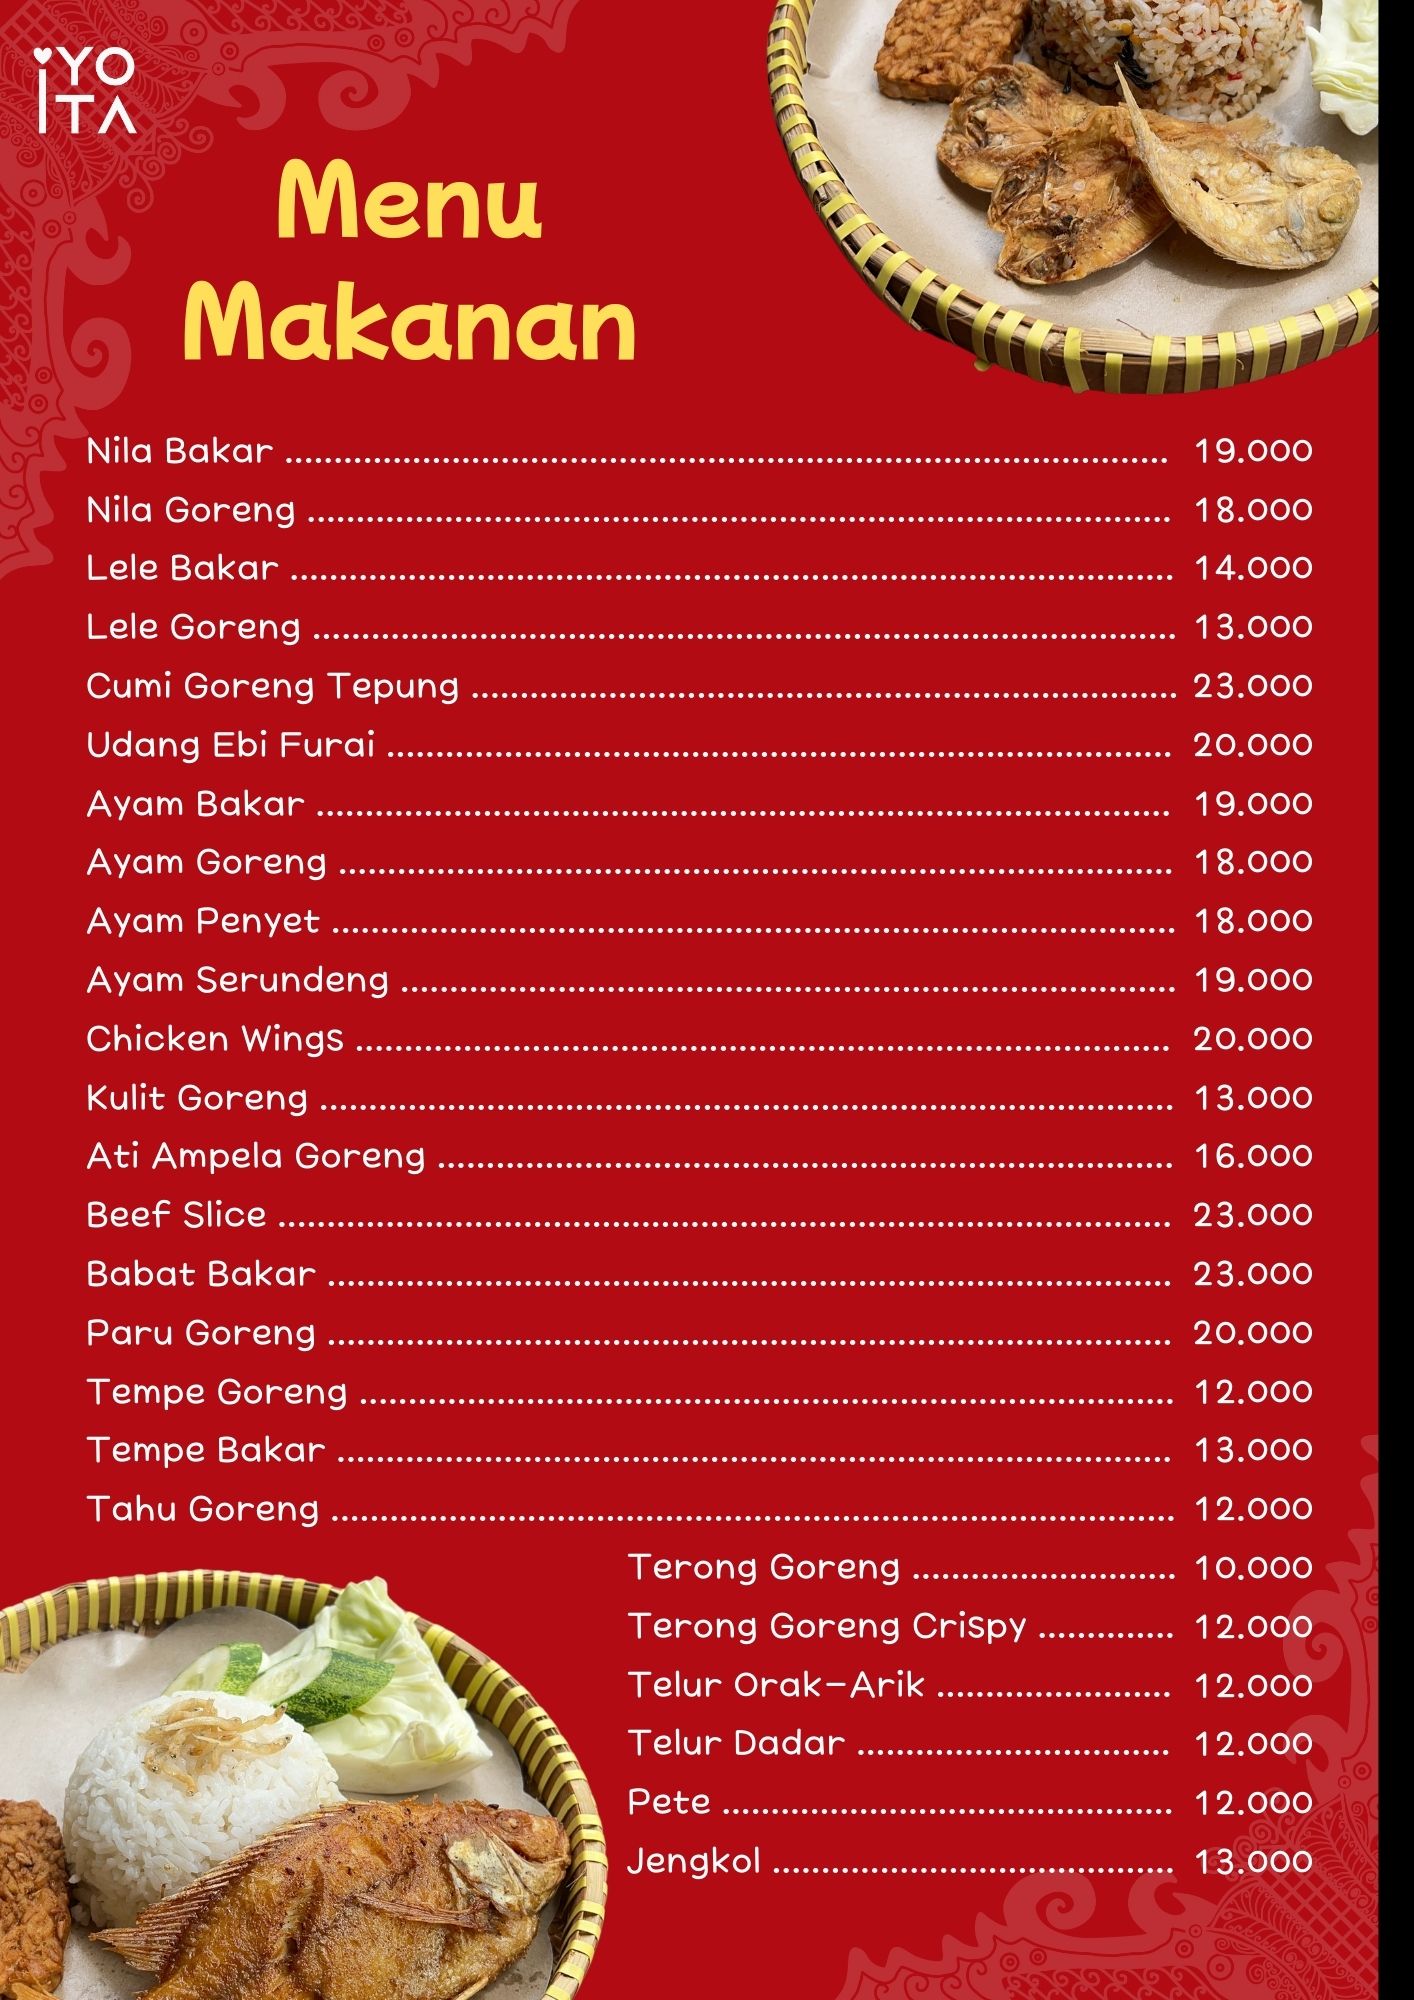 iYO
iTA
Menu
Makanan
Nila Bakar .......... 19.000
Nila Goreng .......... 18.000
Lele Bakar .......... 14.000
Lele Goreng .......... 13.000
Cumi Goreng Tepung .......... 23.000
Udang Ebi Furai .......... 20.000
Ayam Bakar .......... 19.000
Ayam Goreng .......... 18.000
Ayam Penyet .......... 18.000
Ayam Serundeng .......... 19.000
Chicken Wings .......... 20.000
Kulit Goreng .......... 13.000
Ati Ampela Goreng .......... 16.000
Beef Slice .......... 23.000
Babat Bakar .......... 23.000
Paru Goreng .......... 20.000
Tempe Goreng .......... 12.000
Tempe Bakar .......... 13.000
Tahu Goreng .......... 12.000
Terong Goreng .......... 10.000
Terong Goreng Crispy .......... 12.000
Telur Orak-Arik .......... 12.000
Telur Dadar .......... 12.000
Pete .......... 12.000
Jengkol .......... 13.000